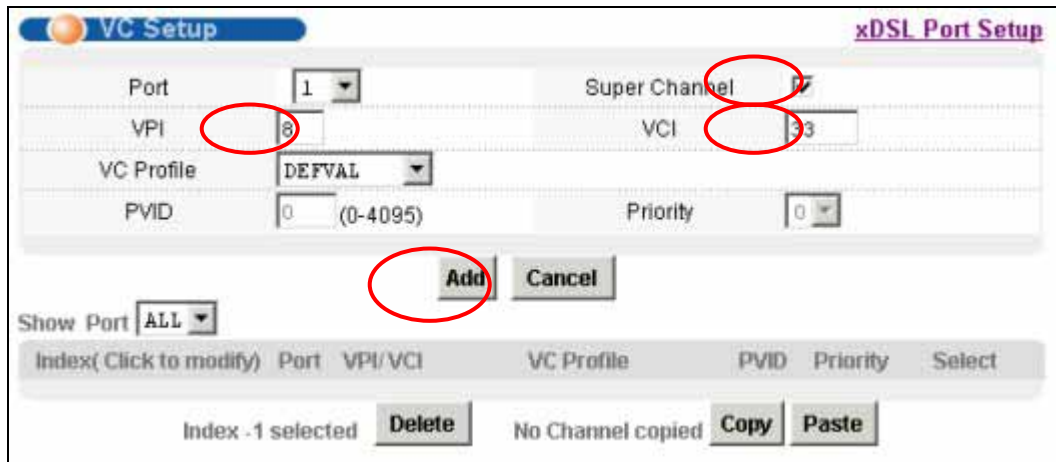 VC Setup xDSL Port Setup
Port 1 Super Channel
VPI 8 VCI 33
VC Profile DEFVAL
PVID 0 (0-4095) Priority 0
Add Cancel
Show Port ALL
Index( Click to modify) Port VPI/VCI VC Profile PVID Priority Select
Index -1 selected Delete No Channel copied Copy Paste